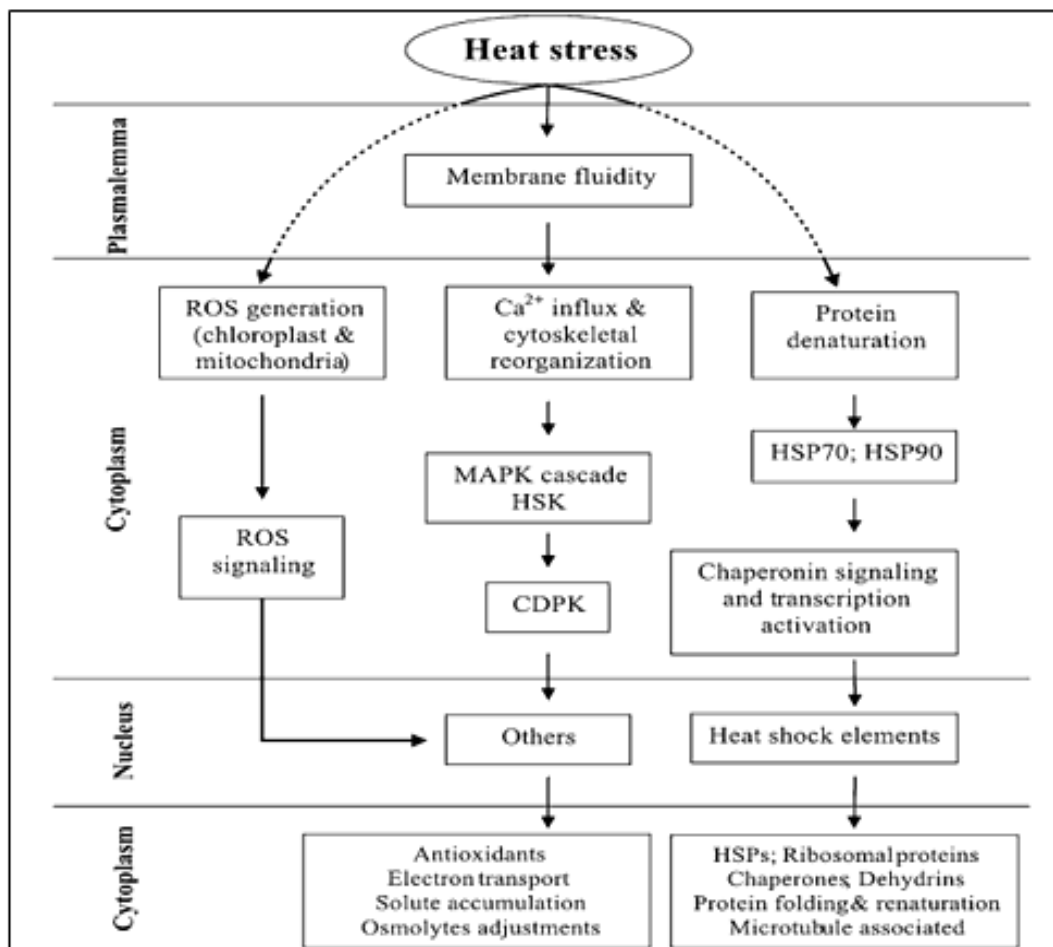 Heat stress
Plasmalemma
Membrane fluidity
Cytoplasm
ROS generation
(chloroplast &
mitochondria)
Ca²⁺ influx &
cytoskeletal
reorganization
Protein
denaturation
HSP70; HSP90
MAPK cascade
HSK
ROS
signaling
CDPK
Chaperonin signaling
and transcription
activation
Nucleus
Others
Heat shock elements
Cytoplasm
Antioxidants
Electron transport
Solute accumulation
Osmolytes adjustments
HSPs; Ribosomal proteins
Chaperones; Dehydrins
Protein folding & renaturation
Microtubule associated